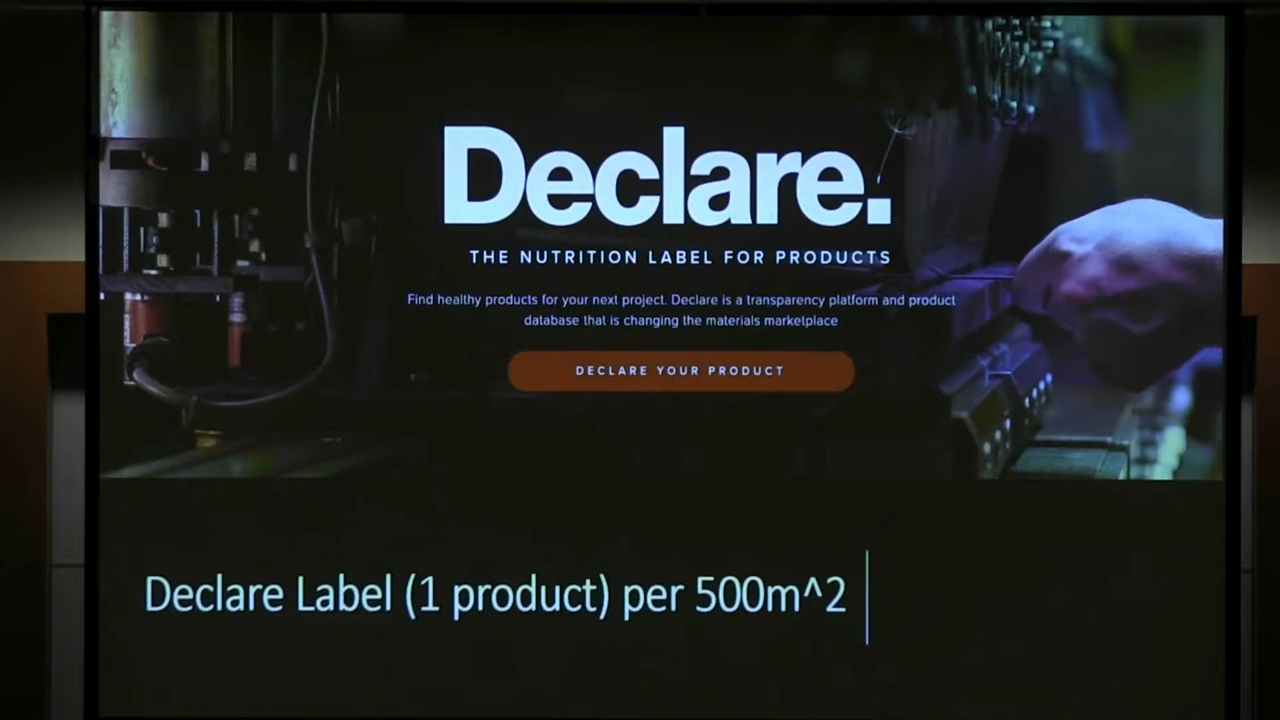 Declare.
THE NUTRITION LABEL FOR PRODUCTS
Find healthy products for your next project. Declare is a transparency platform and product
database that is changing the materials marketplace
DECLARE YOUR PRODUCT
Declare Label (1 product) per 500m^2